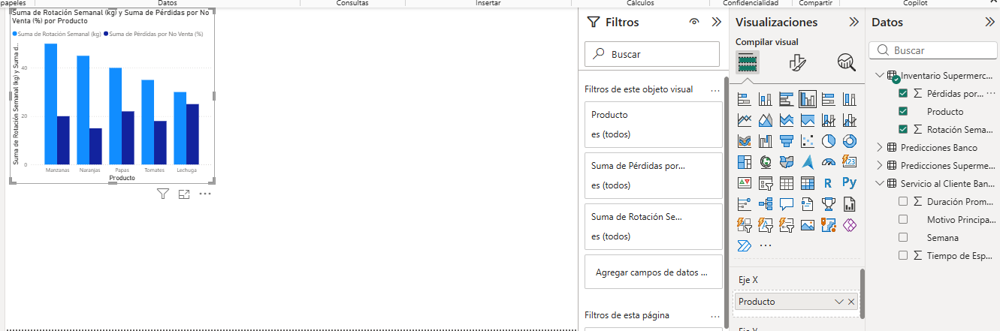 papeles
Datos
Consultas
Insertar
Cálculos
Confidencialidad
Compartir
Copilot
Suma de Rotación Semanal (kg) y Suma de Pérdidas por No
Venta (%) por Producto
Suma de Rotación Semanal (kg) Suma de Pérdidas por No Venta (%)
Suma de Rotación Semanal (kg) y Suma d...
40
20
0
Manzanas
Naranjas
Papas
Tomates
Lechuga
Producto
Filtros
Buscar
Filtros de este objeto visual
...
Producto
es (todos)
Suma de Pérdidas por...
es (todos)
Suma de Rotación Se...
es (todos)
Agregar campos de datos ...
Filtros de esta página
...
Visualizaciones
Compilar visual
123
R
Py
...
Eje X
Producto
Datos
Buscar
Inventario Supermerc...
Pérdidas por... ...
Producto
Rotación Sema...
Predicciones Banco
Predicciones Superme...
Servicio al Cliente Ban...
Duración Prom...
Motivo Principa...
Semana
Tiempo de Esp...